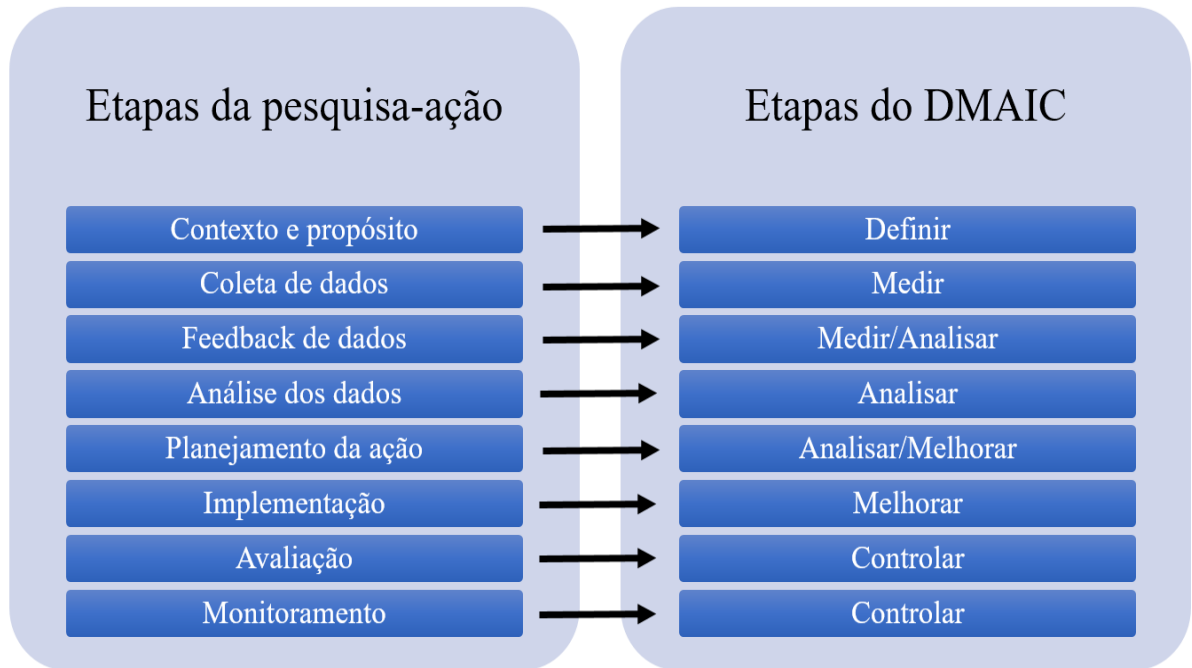 Etapas da pesquisa-ação
Etapas do DMAIC
Contexto e propósito
Definir
Coleta de dados
Medir
Feedback de dados
Medir/Analisar
Análise dos dados
Analisar
Planejamento da ação
Analisar/Melhorar
Implementação
Melhorar
Avaliação
Controlar
Monitoramento
Controlar